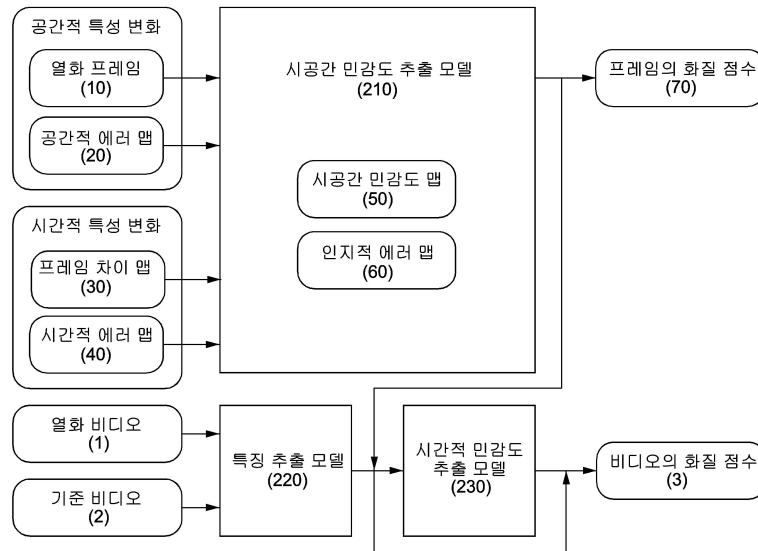 공간적 특성 변화
열화 프레임
(10)
공간적 에러 맵
(20)
시공간 민감도 추출 모델
(210)
시공간 민감도 맵
(50)
인지적 에러 맵
(60)
프레임의 화질 점수
(70)
시간적 특성 변화
프레임 차이 맵
(30)
시간적 에러 맵
(40)
열화 비디오
(1)
기준 비디오
(2)
특징 추출 모델
(220)
시간적 민감도
추출 모델
(230)
비디오의 화질 점수
(3)